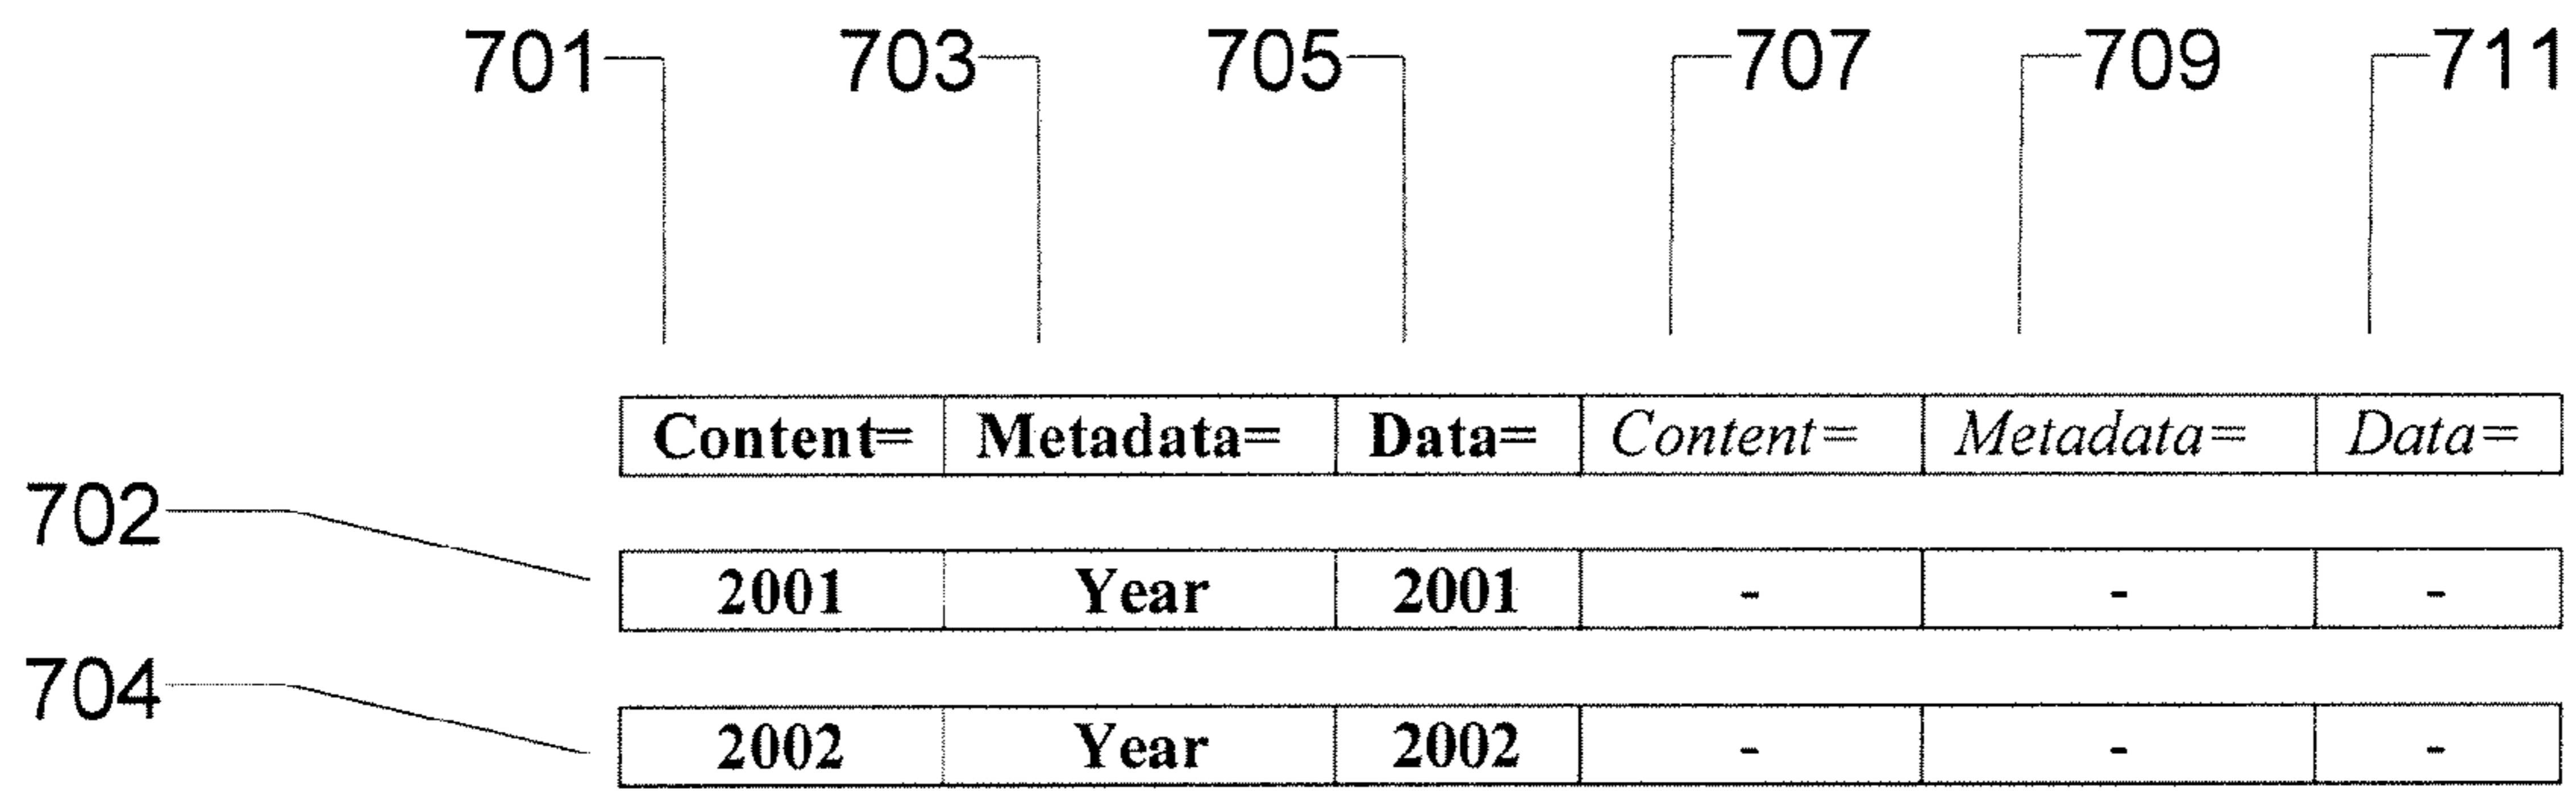 701 703 705 707 709 711
Content= Metadata= Data= Content= Metadata= Data=
702
2001 Year 2001 - - -
704
2002 Year 2002 - - -